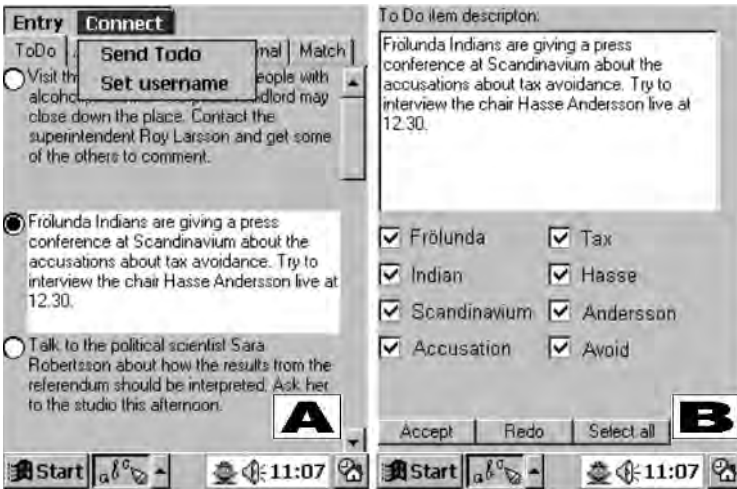 Entry Connect
ToDo mal Match
Send Todo
Set username
Visit th eople with
alcoho dlord may
close down the place. Contact the
superintendent Roy Larsson and get some
of the others to comment.
Frölunda Indians are giving a press
conference at Scandinavium about the
accusations about tax avoidance. Try to
interview the chair Hasse Andersson live at
12.30.
Talk to the political scientist Sara
Robertsson about how the results from the
referendum should be interpreted. Ask her
to the studio this afternoon.
A
Start 11:07
To Do item descripton:
Frölunda Indians are giving a press
conference at Scandinavium about the
accusations about tax avoidance. Try to
interview the chair Hasse Andersson live at
12.30.
Frölunda Tax
Indian Hasse
Scandinavium Andersson
Accusation Avoid
Accept Redo Select all
B
Start 11:07